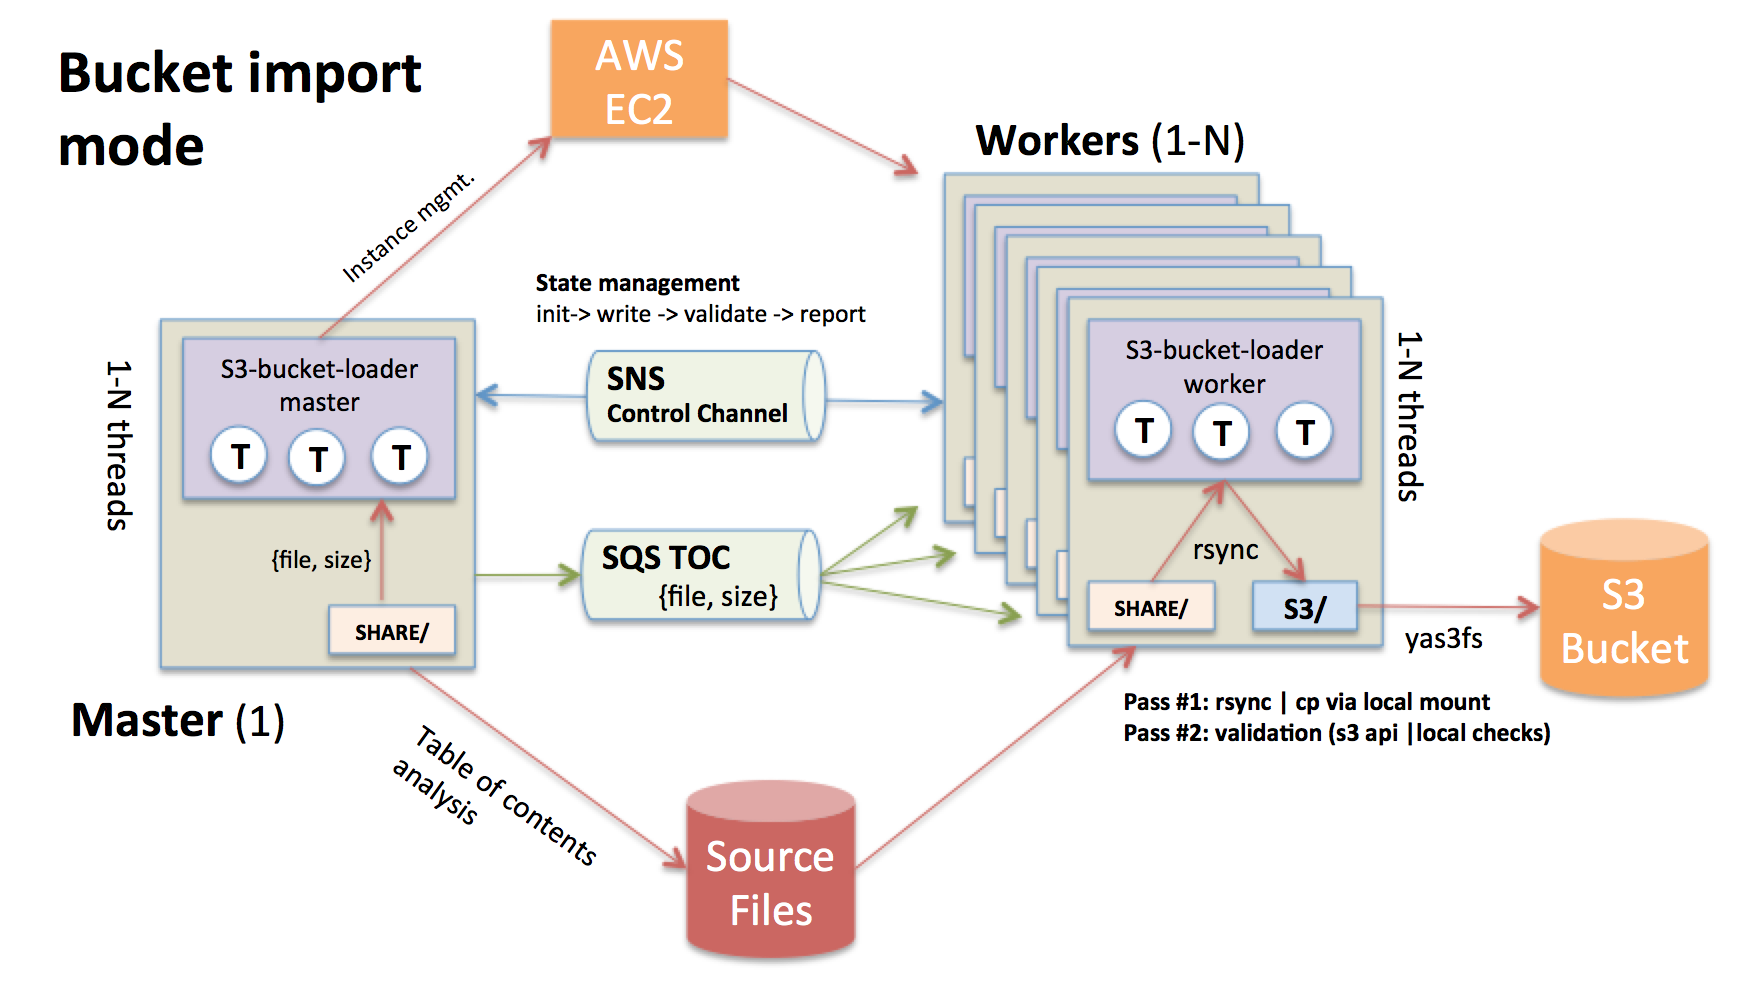 Bucket import
mode
AWS
EC2
Workers (1-N)
Instance mgmt.
State management
init-> write -> validate -> report
1-N threads
S3-bucket-loader
master
T T T
{file, size}
SHARE/
Master (1)
SNS
Control Channel
SQS TOC
{file, size}
S3-bucket-loader
worker
T T T
1-N threads
rsync
SHARE/
S3/
yas3fs
S3
Bucket
Pass #1: rsync | cp via local mount
Pass #2: validation (s3 api |local checks)
Table of contents
analysis
Source
Files